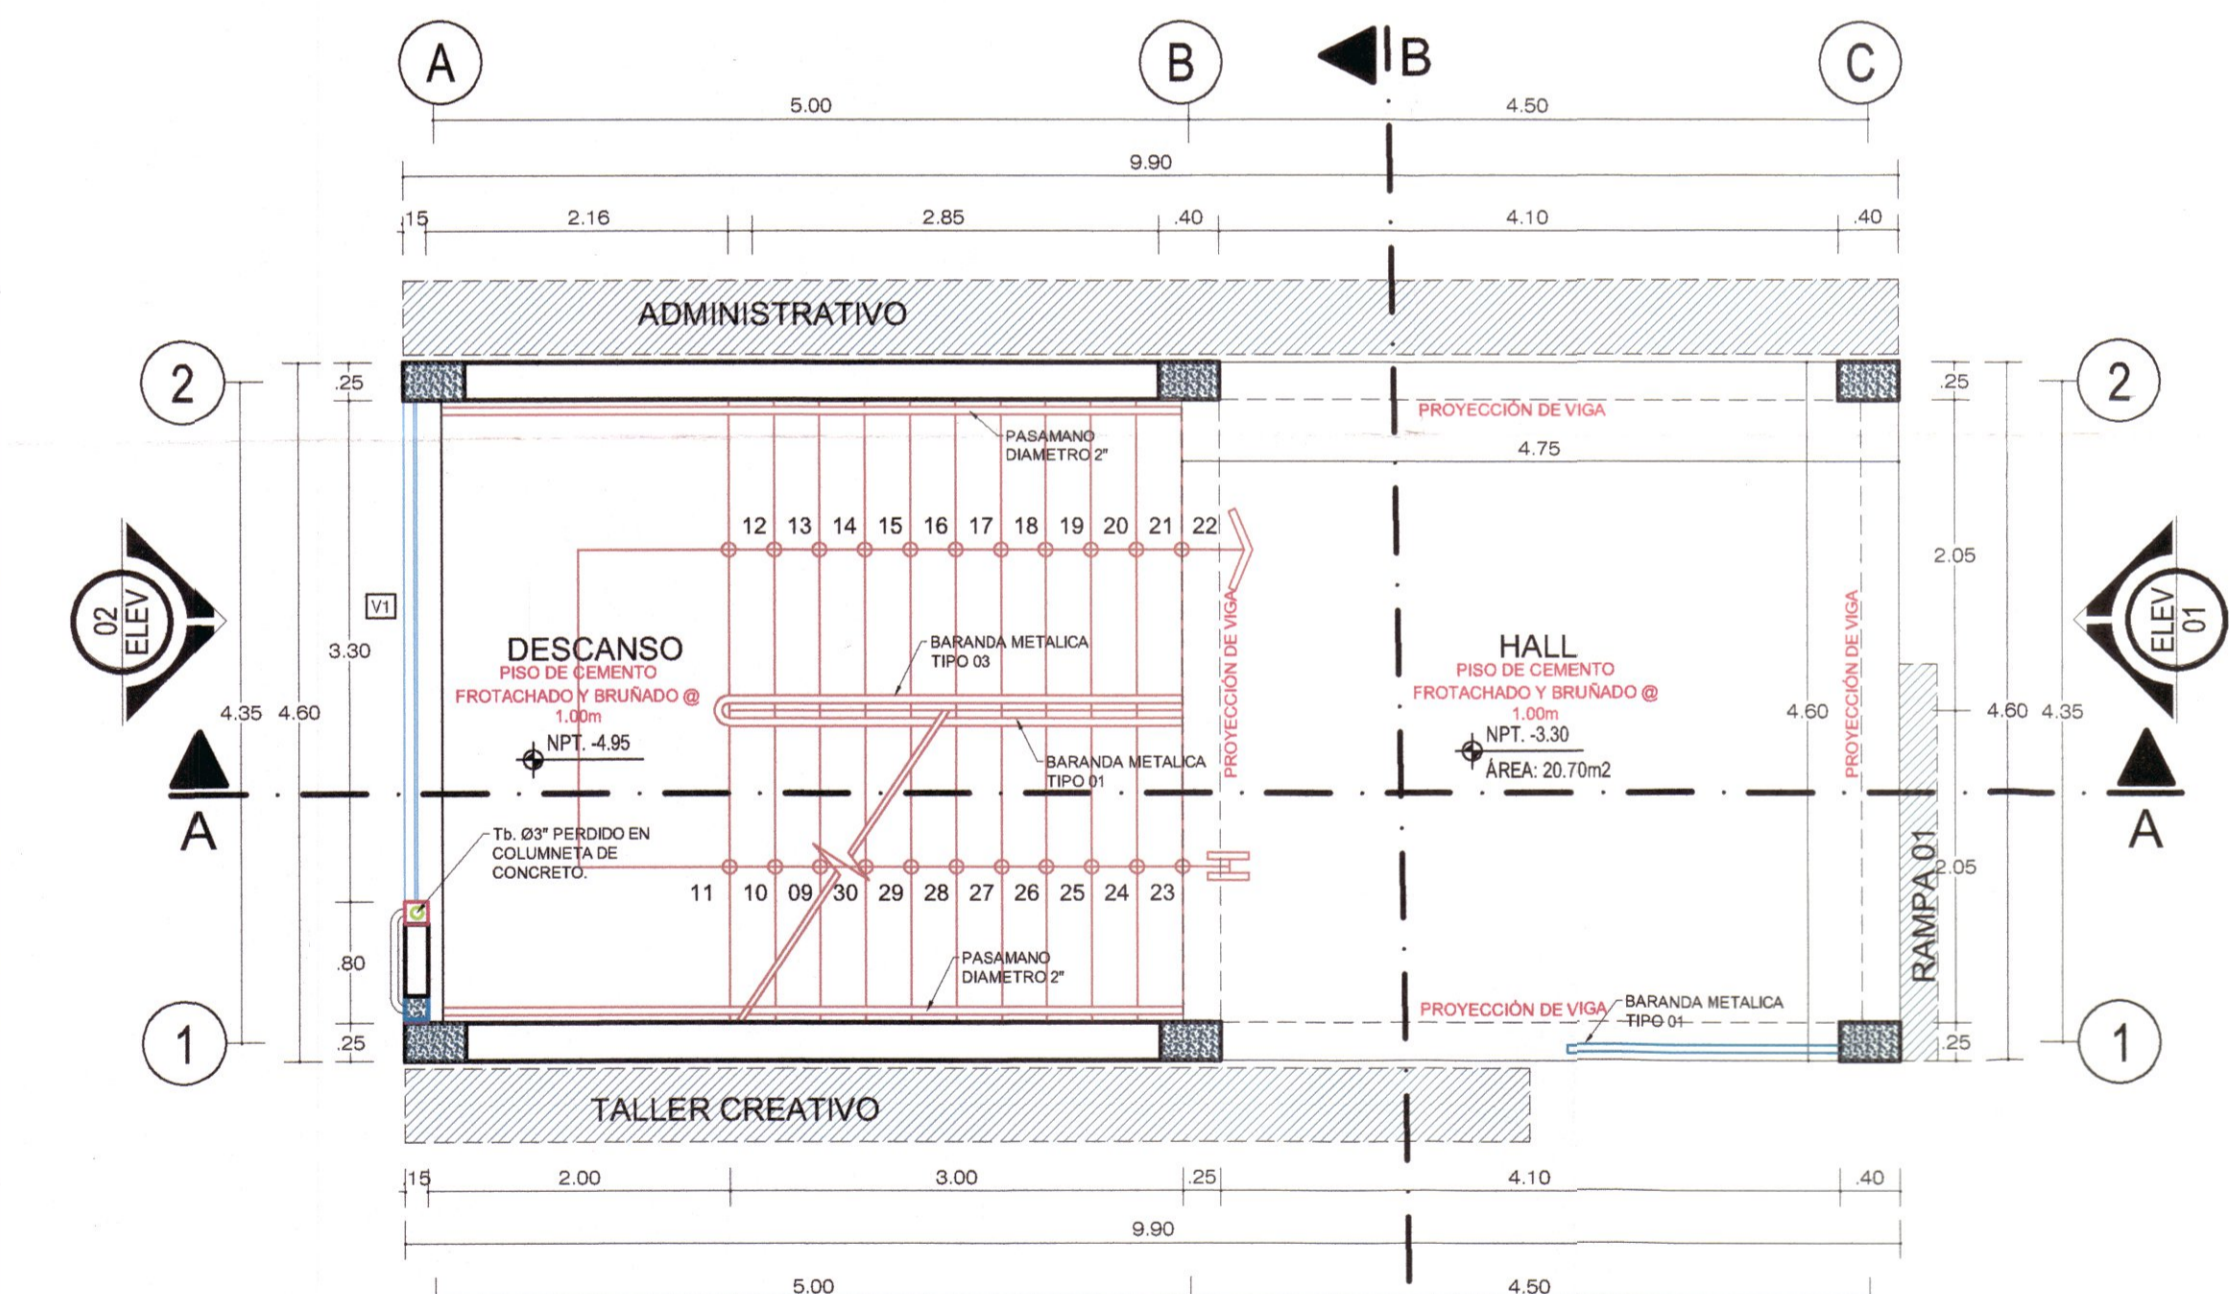 A
B
B
C
5.00
4.50
9.90
.15
2.16
2.85
.40
4.10
.40
ADMINISTRATIVO
2
2
.25
.25
PROYECCIÓN DE VIGA
PASAMANO
DIAMETRO 2"
4.75
12 13 14 15 16 17 18 19 20 21 22
2.05
V1
02
ELEV
ELEV
01
3.30
DESCANSO
PISO DE CEMENTO
FROTACHADO Y BRUÑADO @
1.00m
NPT. -4.95
BARANDA METALICA
TIPO 03
PROYECCIÓN DE VIGA
HALL
PISO DE CEMENTO
FROTACHADO Y BRUÑADO @
1.00m
NPT. -3.30
ÁREA: 20.70m2
PROYECCIÓN DE VIGA
4.35 4.60
4.60
4.60 4.35
BARANDA METALICA
TIPO 01
A
A
Tb. Ø3" PERDIDO EN
COLUMNETA DE
CONCRETO.
RAMPA 01
2.05
11 10 09 30 29 28 27 26 25 24 23
.80
PASAMANO
DIAMETRO 2"
PROYECCIÓN DE VIGA
BARANDA METALICA
TIPO 01
1
1
.25
.25
TALLER CREATIVO
.15
2.00
3.00
.25
4.10
.40
9.90
5.00
4.50